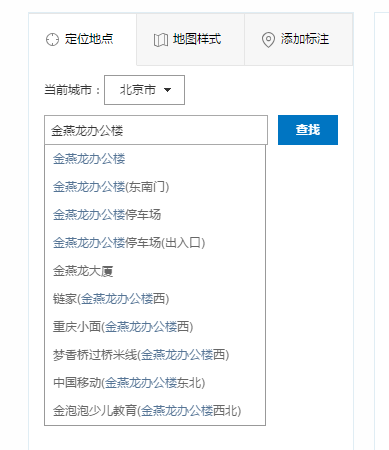 定位地点 地图样式 添加标注
当前城市： 北京市
金燕龙办公楼 查找
金燕龙办公楼
金燕龙办公楼(东南门)
金燕龙办公楼停车场
金燕龙办公楼停车场(出入口)
金燕龙大厦
链家(金燕龙办公楼西)
重庆小面(金燕龙办公楼西)
梦香桥过桥米线(金燕龙办公楼西)
中国移动(金燕龙办公楼东北)
金泡泡少儿教育(金燕龙办公楼西北)